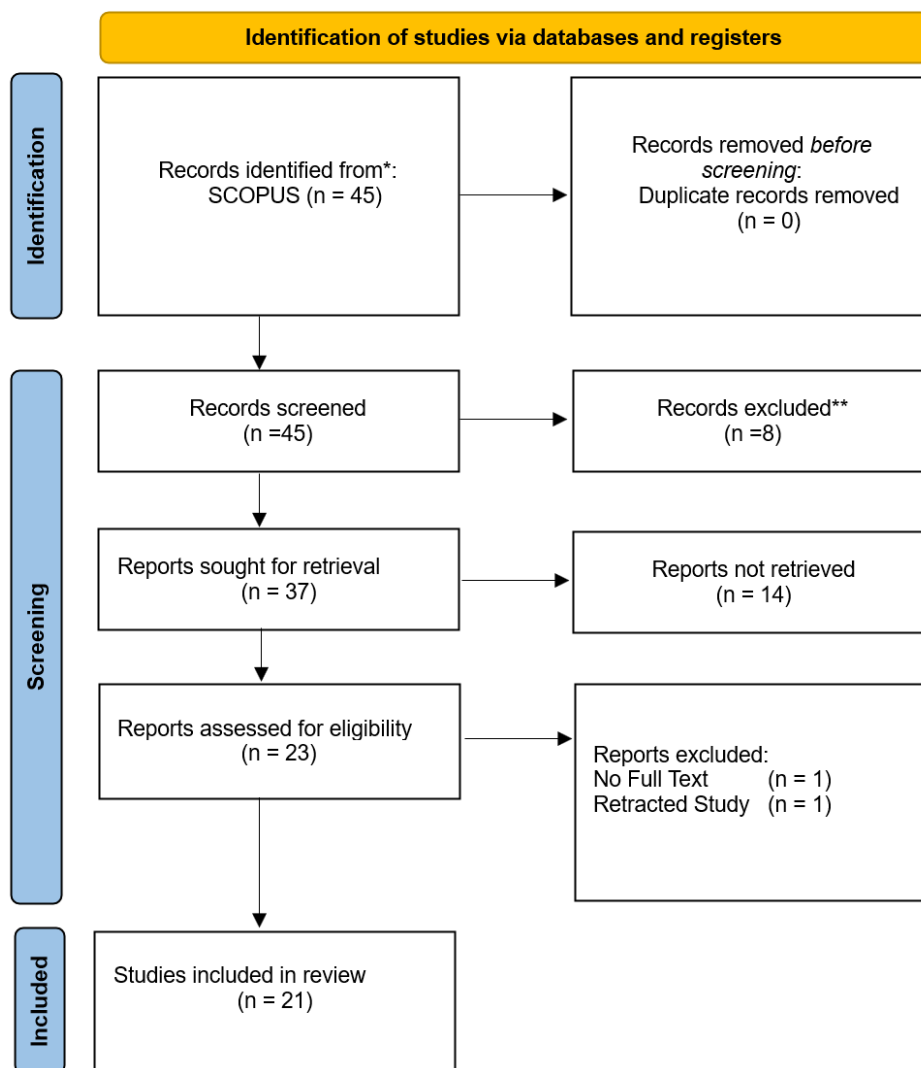 Identification of studies via databases and registers
Identification
Records identified from*:
SCOPUS (n = 45)
Records removed before
screening:
Duplicate records removed
(n = 0)
Screening
Records screened
(n =45)
Records excluded**
(n =8)
Reports sought for retrieval
(n = 37)
Reports not retrieved
(n = 14)
Reports assessed for eligibility
(n = 23)
Reports excluded:
No Full Text (n = 1)
Retracted Study (n = 1)
Included
Studies included in review
(n = 21)